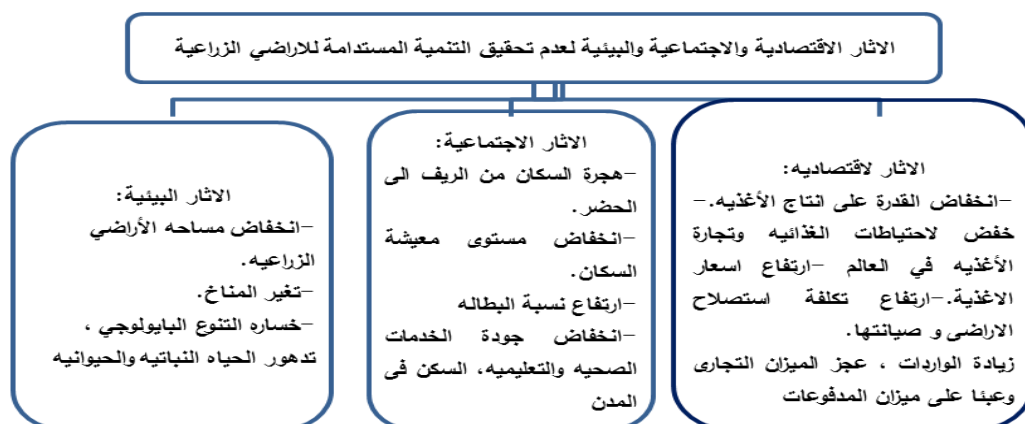 الاثار الاقتصادية والاجتماعية والبيئية لعدم تحقيق التنمية المستدامة للاراضي الزراعية
الاثار لاقتصاديه:
-انخفاض القدرة على انتاج الأغذيه.-
خفض لاحتياطات الغذائيه وتجارة
الأغذيه في العالم -ارتفاع اسعار
الاغذية.-ارتفاع تكلفة استصلاح
الاراضى و صيانتها.
زيادة الواردات ، عجز الميزان التجارى
وعبئا على ميزان المدفوعات
الاثار الاجتماعية:
-هجرة السكان من الريف الى
الحضر.
-انخفاض مستوى معيشة
السكان.
-ارتفاع نسبة البطاله
-انخفاض جودة الخدمات
الصحيه والتعليميه، السكن فى
المدن
الاثار البيئية:
-انخفاض مساحه الأراضي
الزراعيه.
-تغير المناخ.
-خساره التنوع البايولوجي ،
تدهور الحياه النباتيه والحيوانيه